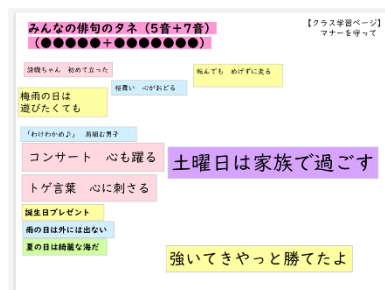 みんなの俳句のタネ（5音＋7音）
（●●●●●＋●●●●●●●）
【クラス学習ページ】
マナーを守って
詩織ちゃん　初めて立った
桜舞い　心がおどる
転んでも　めげずに走る
梅雨の日は
遊びたくても
「わけわかめ♪」
コンサート　心も躍る
土曜日は家族で過ごす
トゲ言葉　心に刺さる
誕生日プレゼント
雨の日は外には出ない
夏の日は綺麗な海だ
強いてきやっと勝てたよ